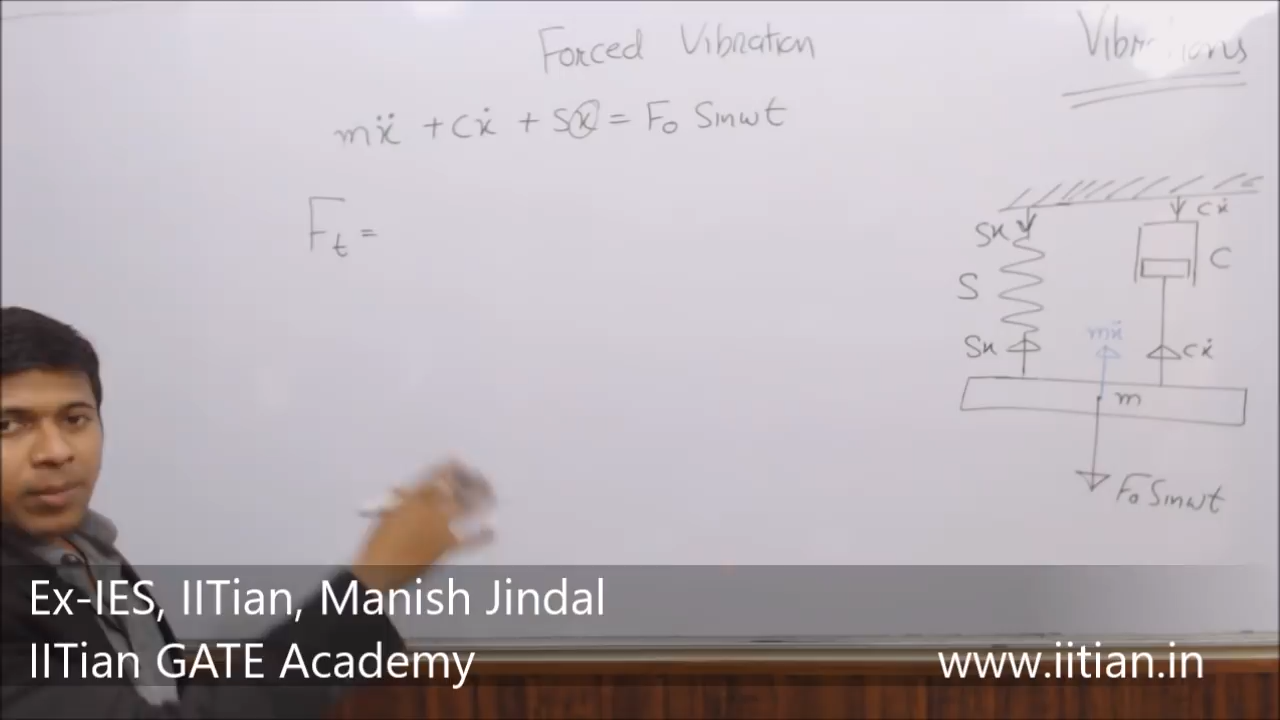 Forced Vibration
Vibrations
mẍ + cẋ + Sx = F₀ Sinωt
Fₜ =
cẋ
Sx
C
S
mẍ
Sx
cẋ
m
F₀ Sinωt
Ex-IES, IITian, Manish Jindal
IITian GATE Academy
www.iitian.in